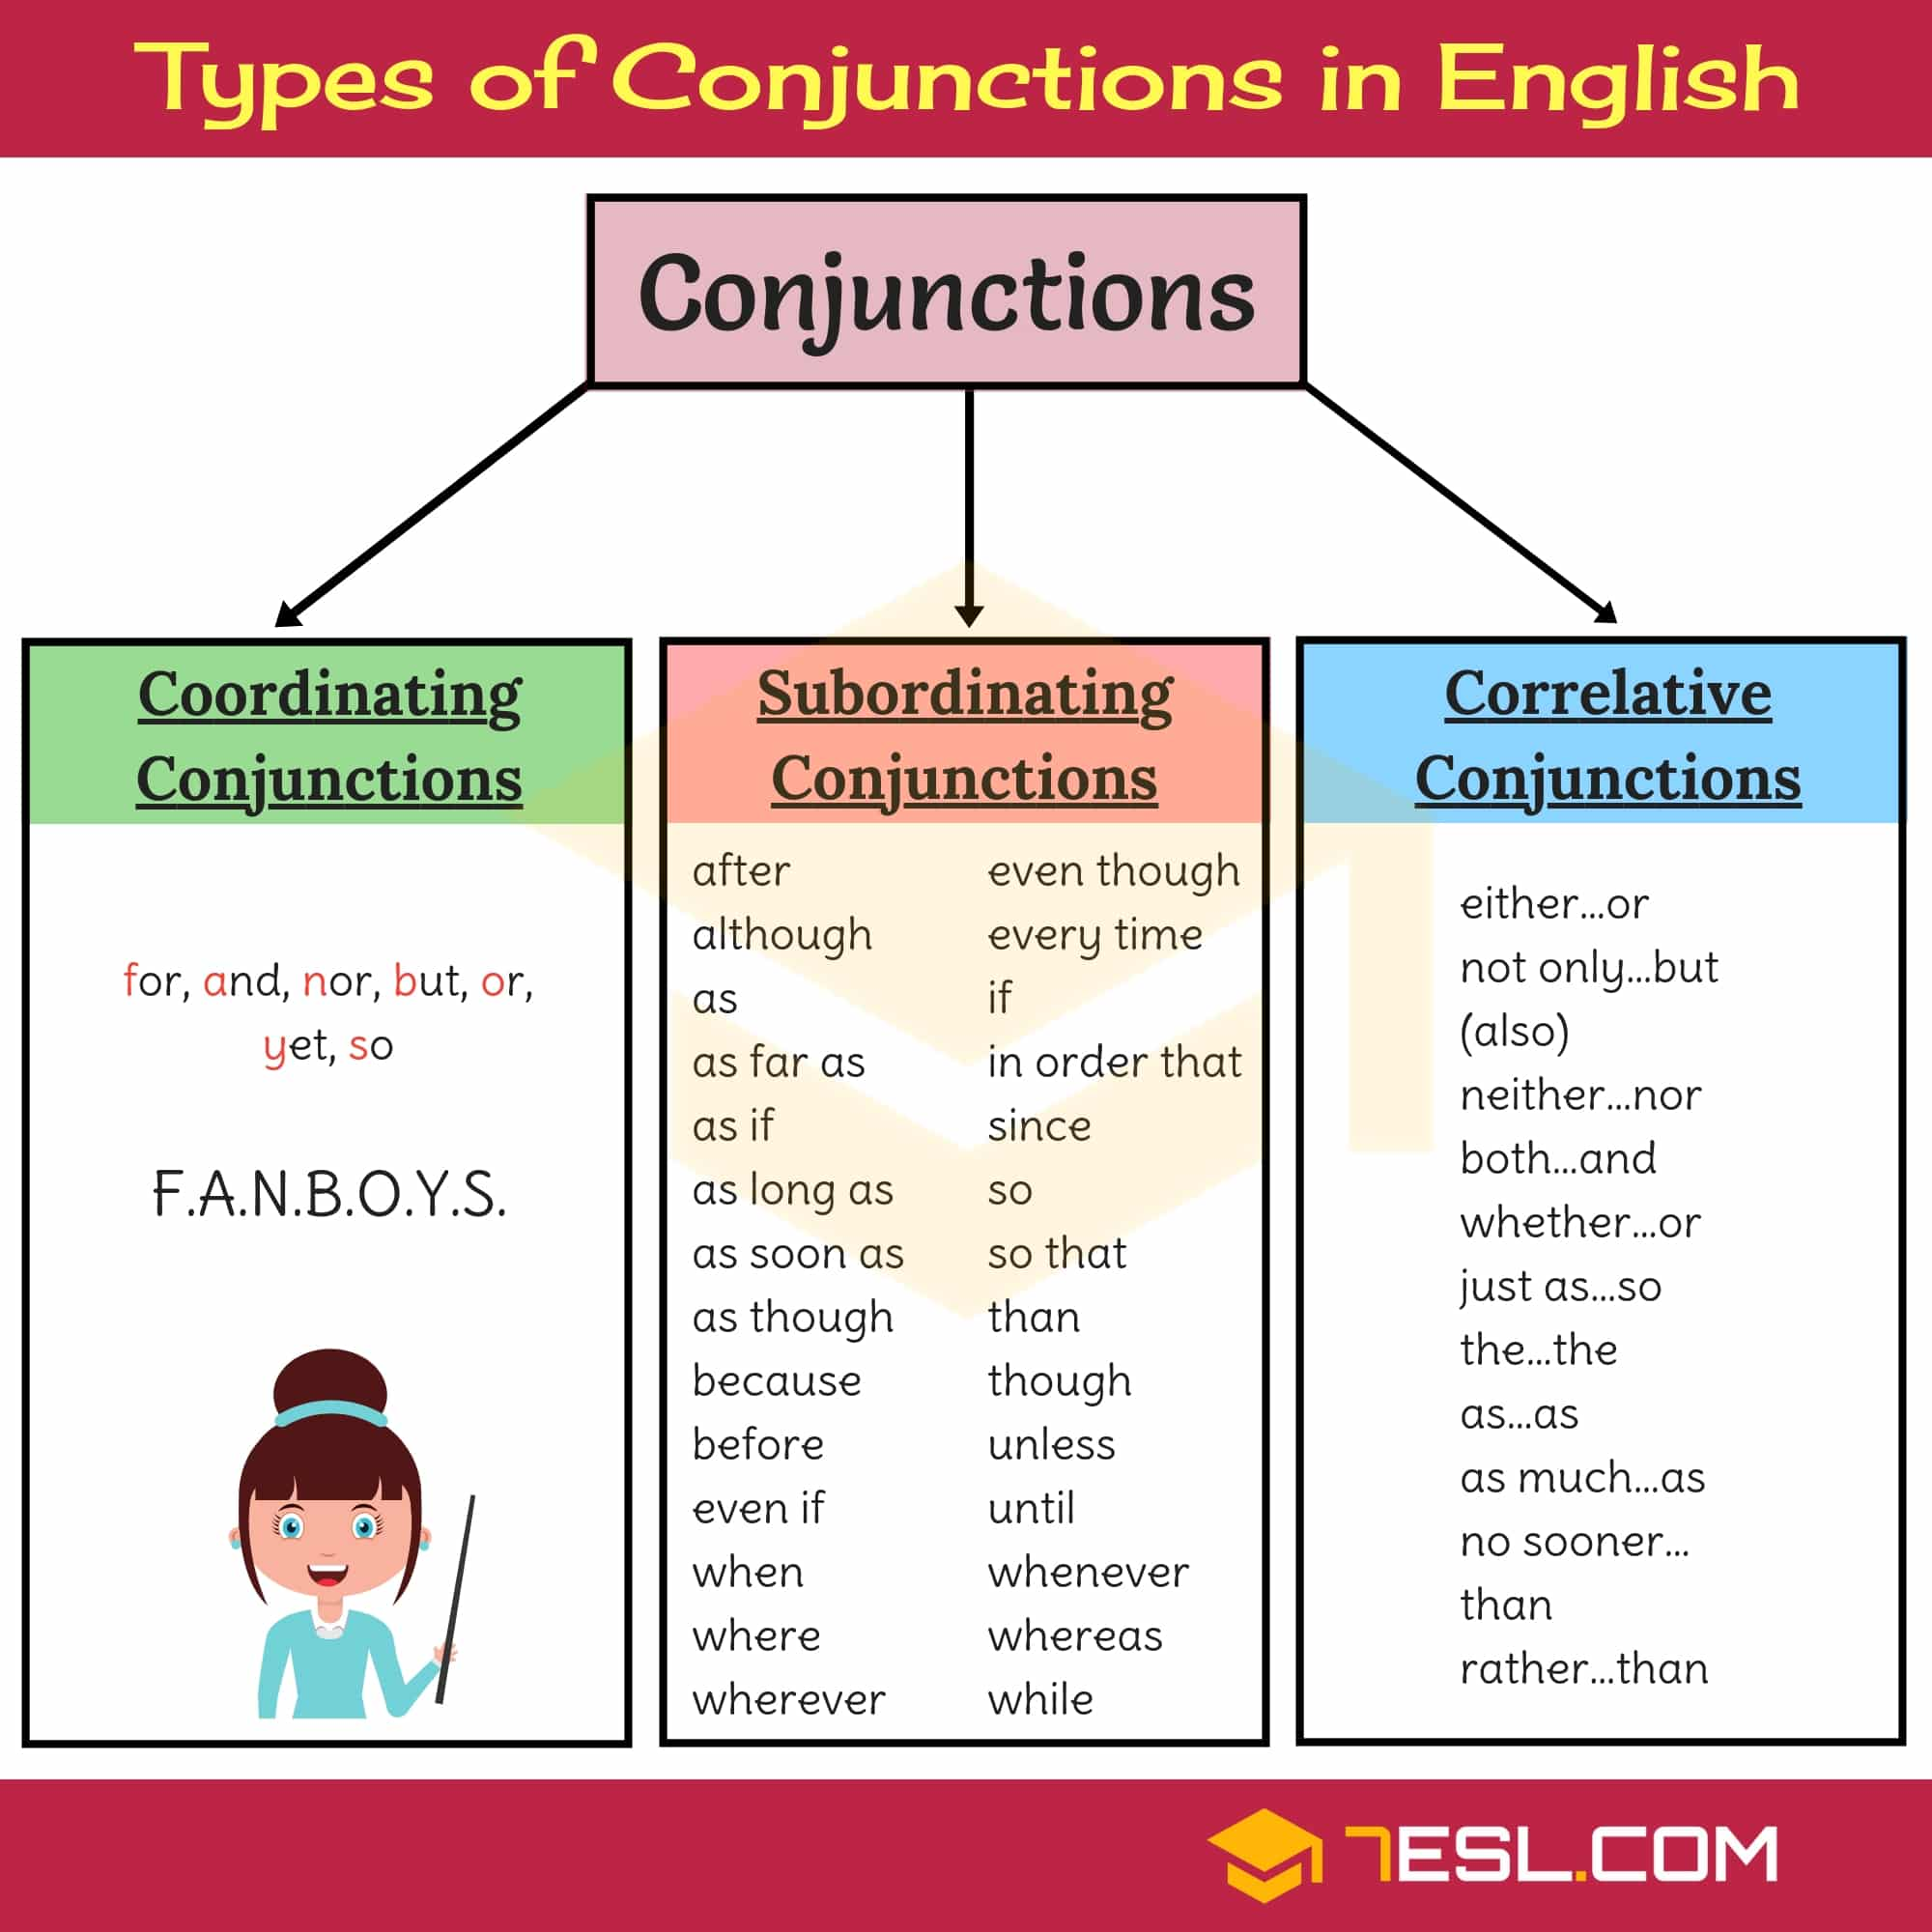 Types of Conjunctions in English
Conjunctions
Coordinating
Conjunctions
for, and, nor, but, or,
yet, so
F.A.N.B.O.Y.S.
Subordinating
Conjunctions
after
although
as
as far as
as if
as long as
as soon as
as though
because
before
even if
when
where
wherever
even though
every time
if
in order that
since
so
so that
than
though
unless
until
whenever
whereas
while
Correlative
Conjunctions
either...or
not only...but
(also)
neither...nor
both...and
whether...or
just as...so
the...the
as...as
as much...as
no sooner...
than
rather...than
7ESL.COM